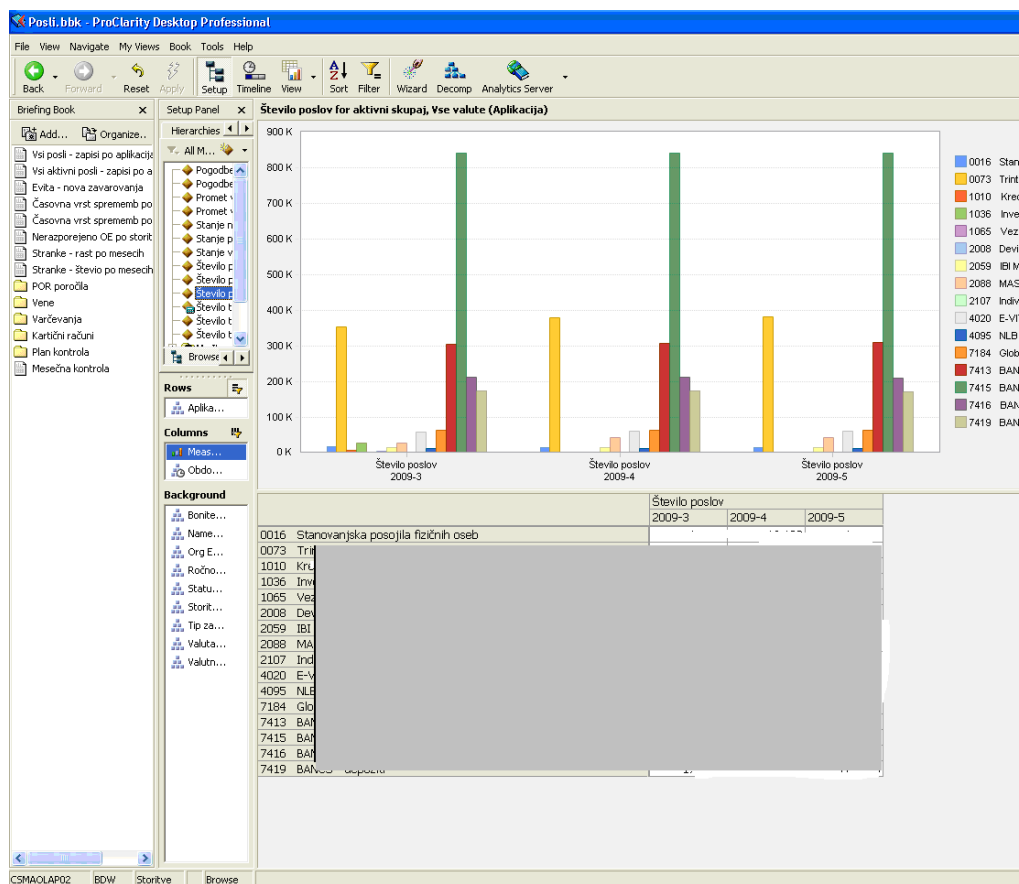 Posli.bbk - ProClarity Desktop Professional
File View Navigate My Views Book Tools Help
Back Forward Reset Apply Setup Timeline View Sort Filter Wizard Decomp Analytics Server
Briefing Book
Add... Organize..
Vsi posli - zapisi po aplikacija
Vsi aktivni posli - zapisi po a
Evita - nova zavarovanja
Časovna vrst sprememb po
Časovna vrst sprememb po
Nerazporejeno OE po storit
Stranke - rast po mesecih
Stranke - števio po mesecih
POR poročila
Vene
Varčevanja
Kartični računi
Plan kontrola
Mesečna kontrola
Setup Panel
Hierarchies
All M...
Pogodbe
Pogodbe
Promet v
Promet v
Stanje n
Stanje p
Stanje v
Število p
Število p
Število p
Število t
Število t
Število t
Browse
Rows
Aplika...
Columns
Meas...
Obdo...
Background
Bonite...
Name...
Org E...
Ročno...
Statu...
Storit...
Tip za...
Valuta...
Valutn...
Število poslov for aktivni skupaj, Vse valute (Aplikacija)
900 K
800 K
700 K
600 K
500 K
400 K
300 K
200 K
100 K
0 K
Število poslov Število poslov Število poslov
2009-3 2009-4 2009-5
0016 Stan
0073 Trint
1010 Kred
1036 Inve
1065 Vez
2008 Devi
2059 IBI M
2088 MAS
2107 Indiv
4020 E-VI
4095 NLB
7184 Glob
7413 BAN
7415 BAN
7416 BAN
7419 BAN
Število poslov
2009-3 2009-4 2009-5
0016 Stanovanjska posojila fizičnih oseb
0073 Trin
1010 Kru
1036 Inve
1065 Vez
2008 Dev
2059 IBI
2088 MA
2107 Ind
4020 E-V
4095 NLB
7184 Glo
7413 BAN
7415 BAN
7416 BAN
7419 BANCS - depoziti
CSMAOLAP02 BDW Storitve Browse